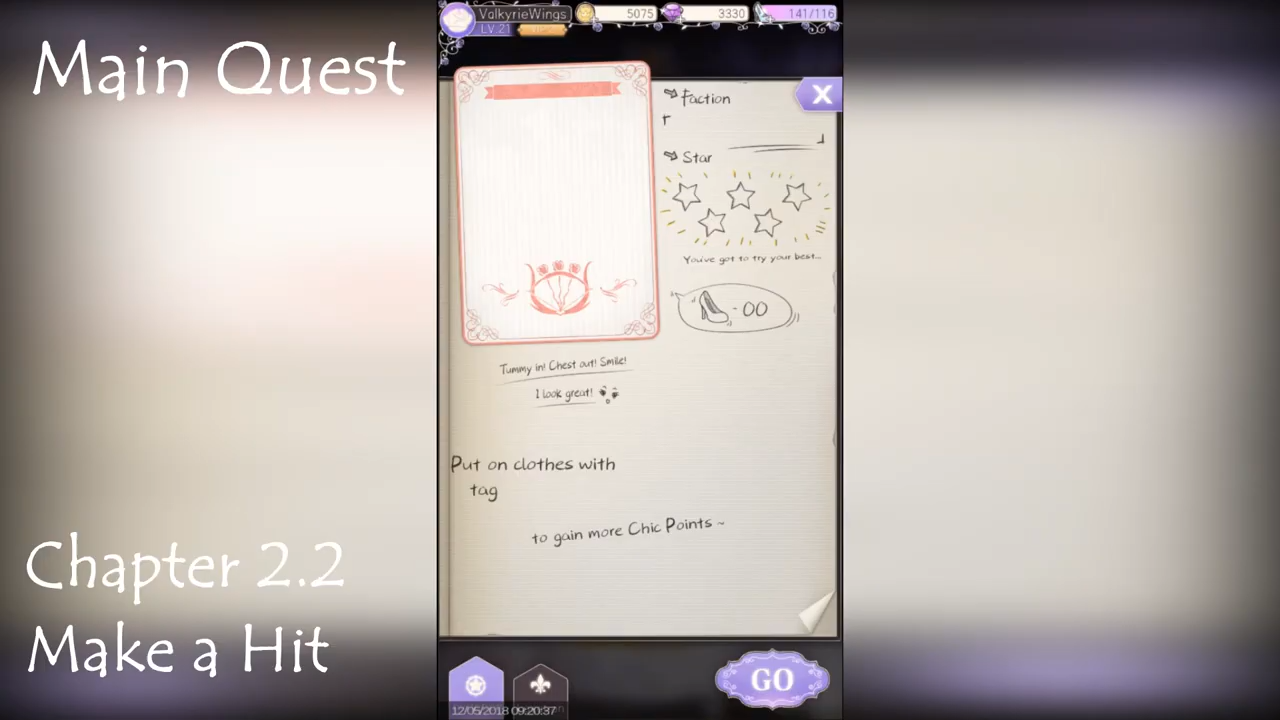 Main Quest
ValkyrieWings
LV.21
5075
3330
141/116
X
Faction
Star
You've got to try your best...
- 00
Tummy in! Chest out! Smile!
I look great!
Put on clothes with
tag
to gain more Chic Points ~
Chapter 2.2
Make a Hit
GO
12/05/2018 09:20:37